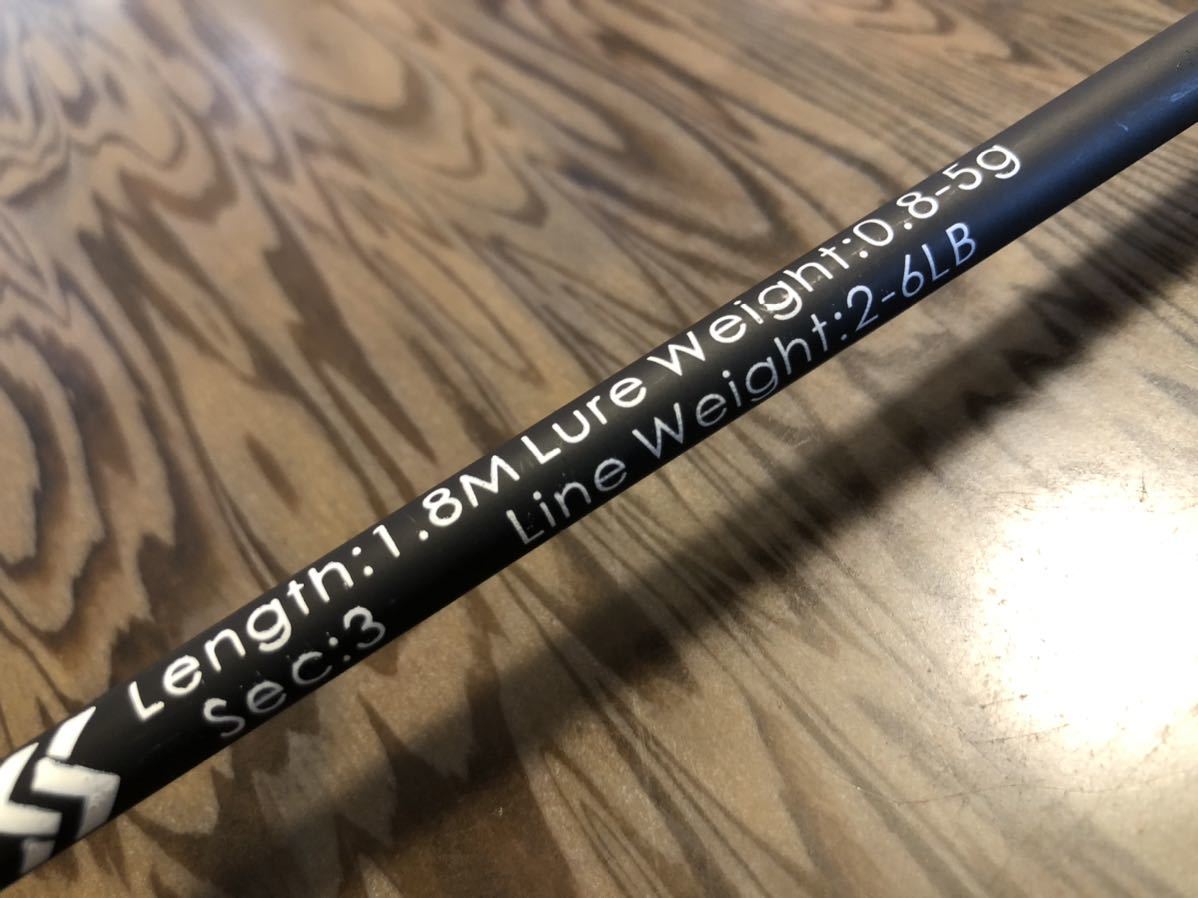 Length:1.8M Lure Weight:0.8-5g
Sec:3 Line Weight:2-6LB